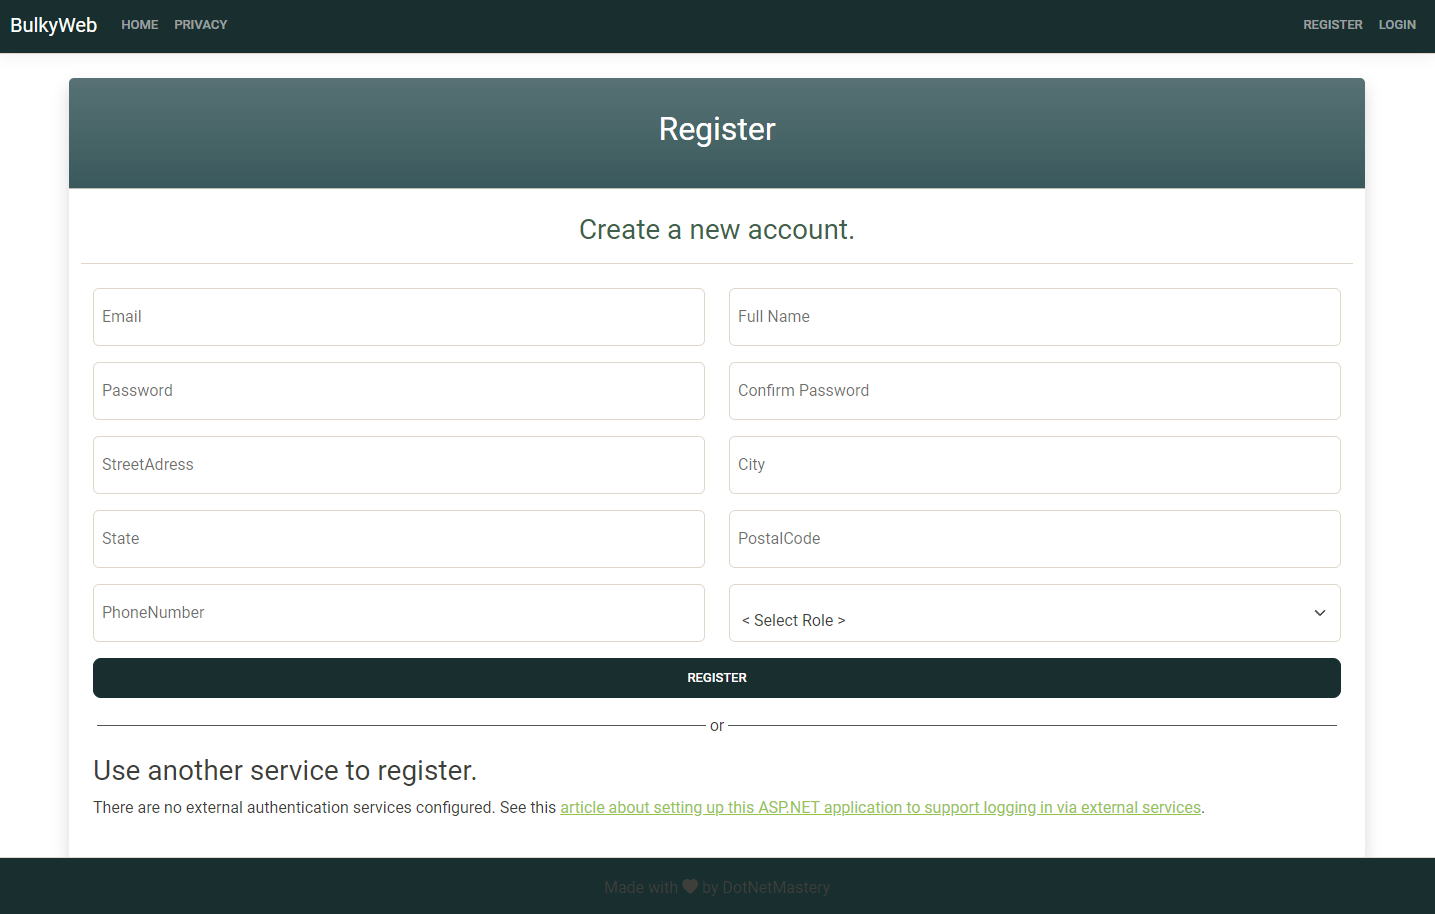 BulkyWeb HOME PRIVACY REGISTER LOGIN
Register
Create a new account.
Email Full Name
Password Confirm Password
StreetAdress City
State PostalCode
PhoneNumber < Select Role >
REGISTER
or
Use another service to register.
There are no external authentication services configured. See this article about setting up this ASP.NET application to support logging in via external services.
Made with ♥ by DotNetMastery